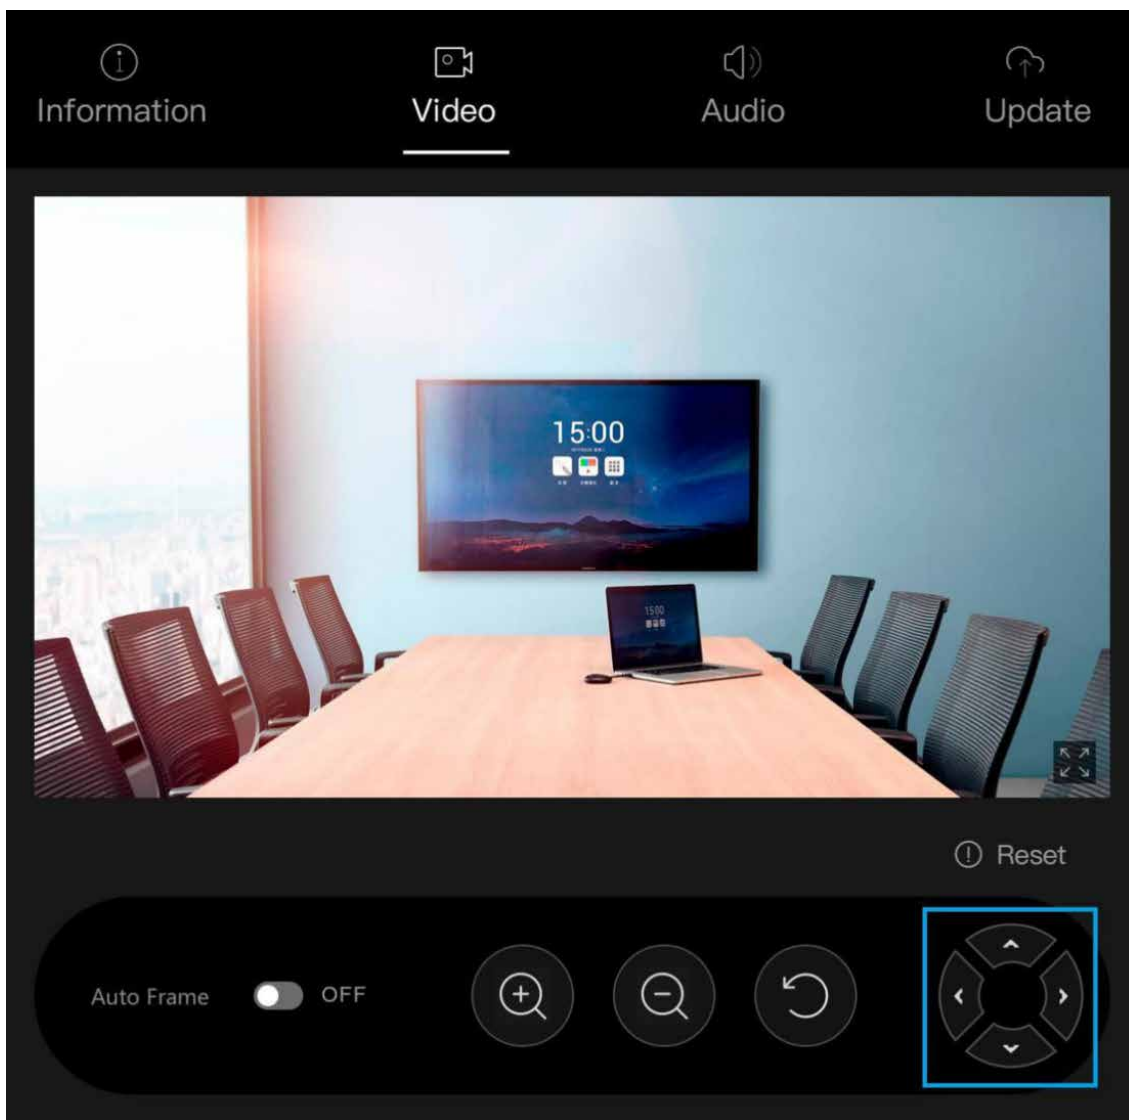 Information
Video
Audio
Update
15:00
15:00
Reset
Auto Frame
OFF